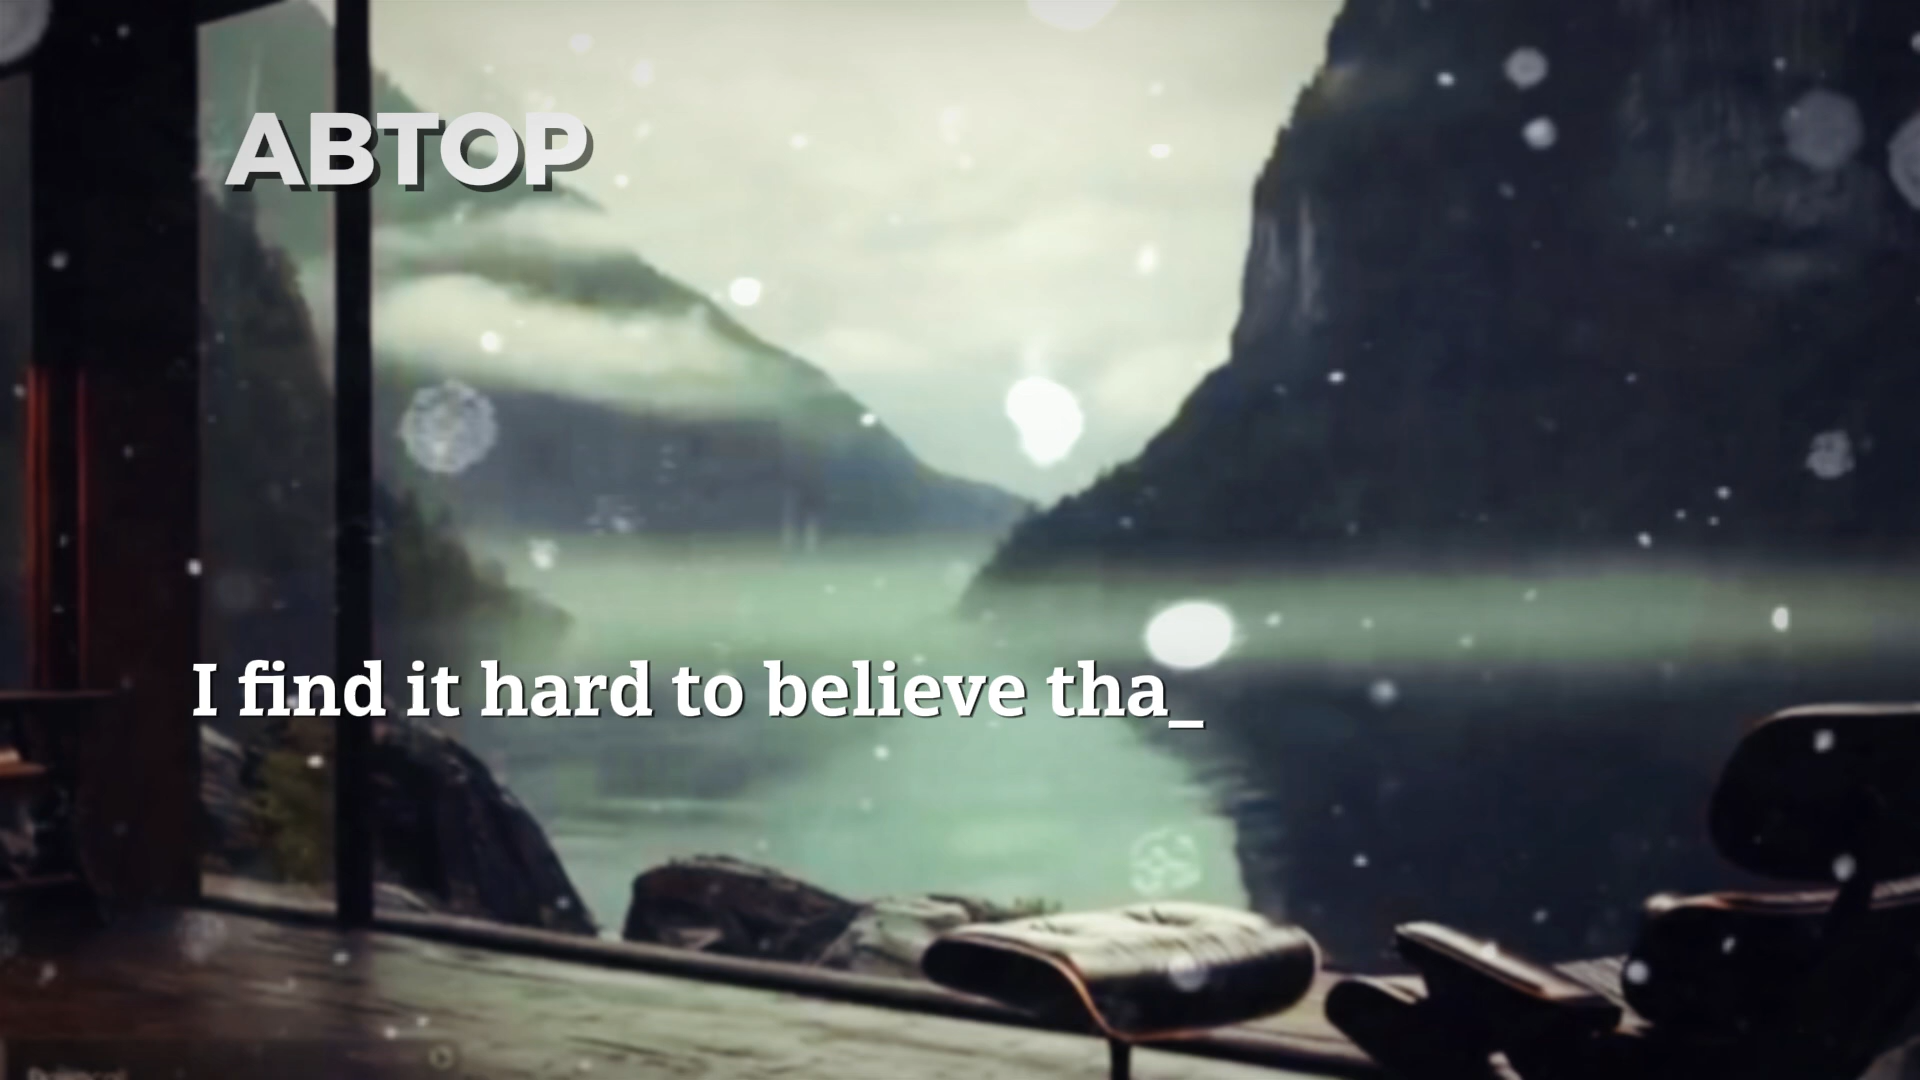 АВТОР
I find it hard to believe tha_